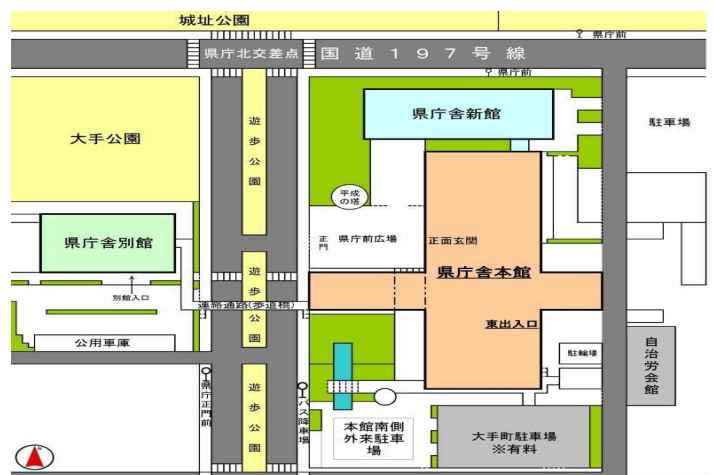 城址公園
県庁前
県庁北交差点
国道197号線
県庁前
県庁舎新館
駐車場
大手公園
遊歩公園
平成
の塔
県庁舎別館
正門
県庁前広場
正面玄関
県庁舎本館
別館入口
連絡通路(歩道橋)
遊歩公園
東出入口
公用車庫
駐輪場
自治労会館
県庁正門前
遊歩公園
バス降車場
本館南側
外来駐車
場
大手町駐車場
※有料